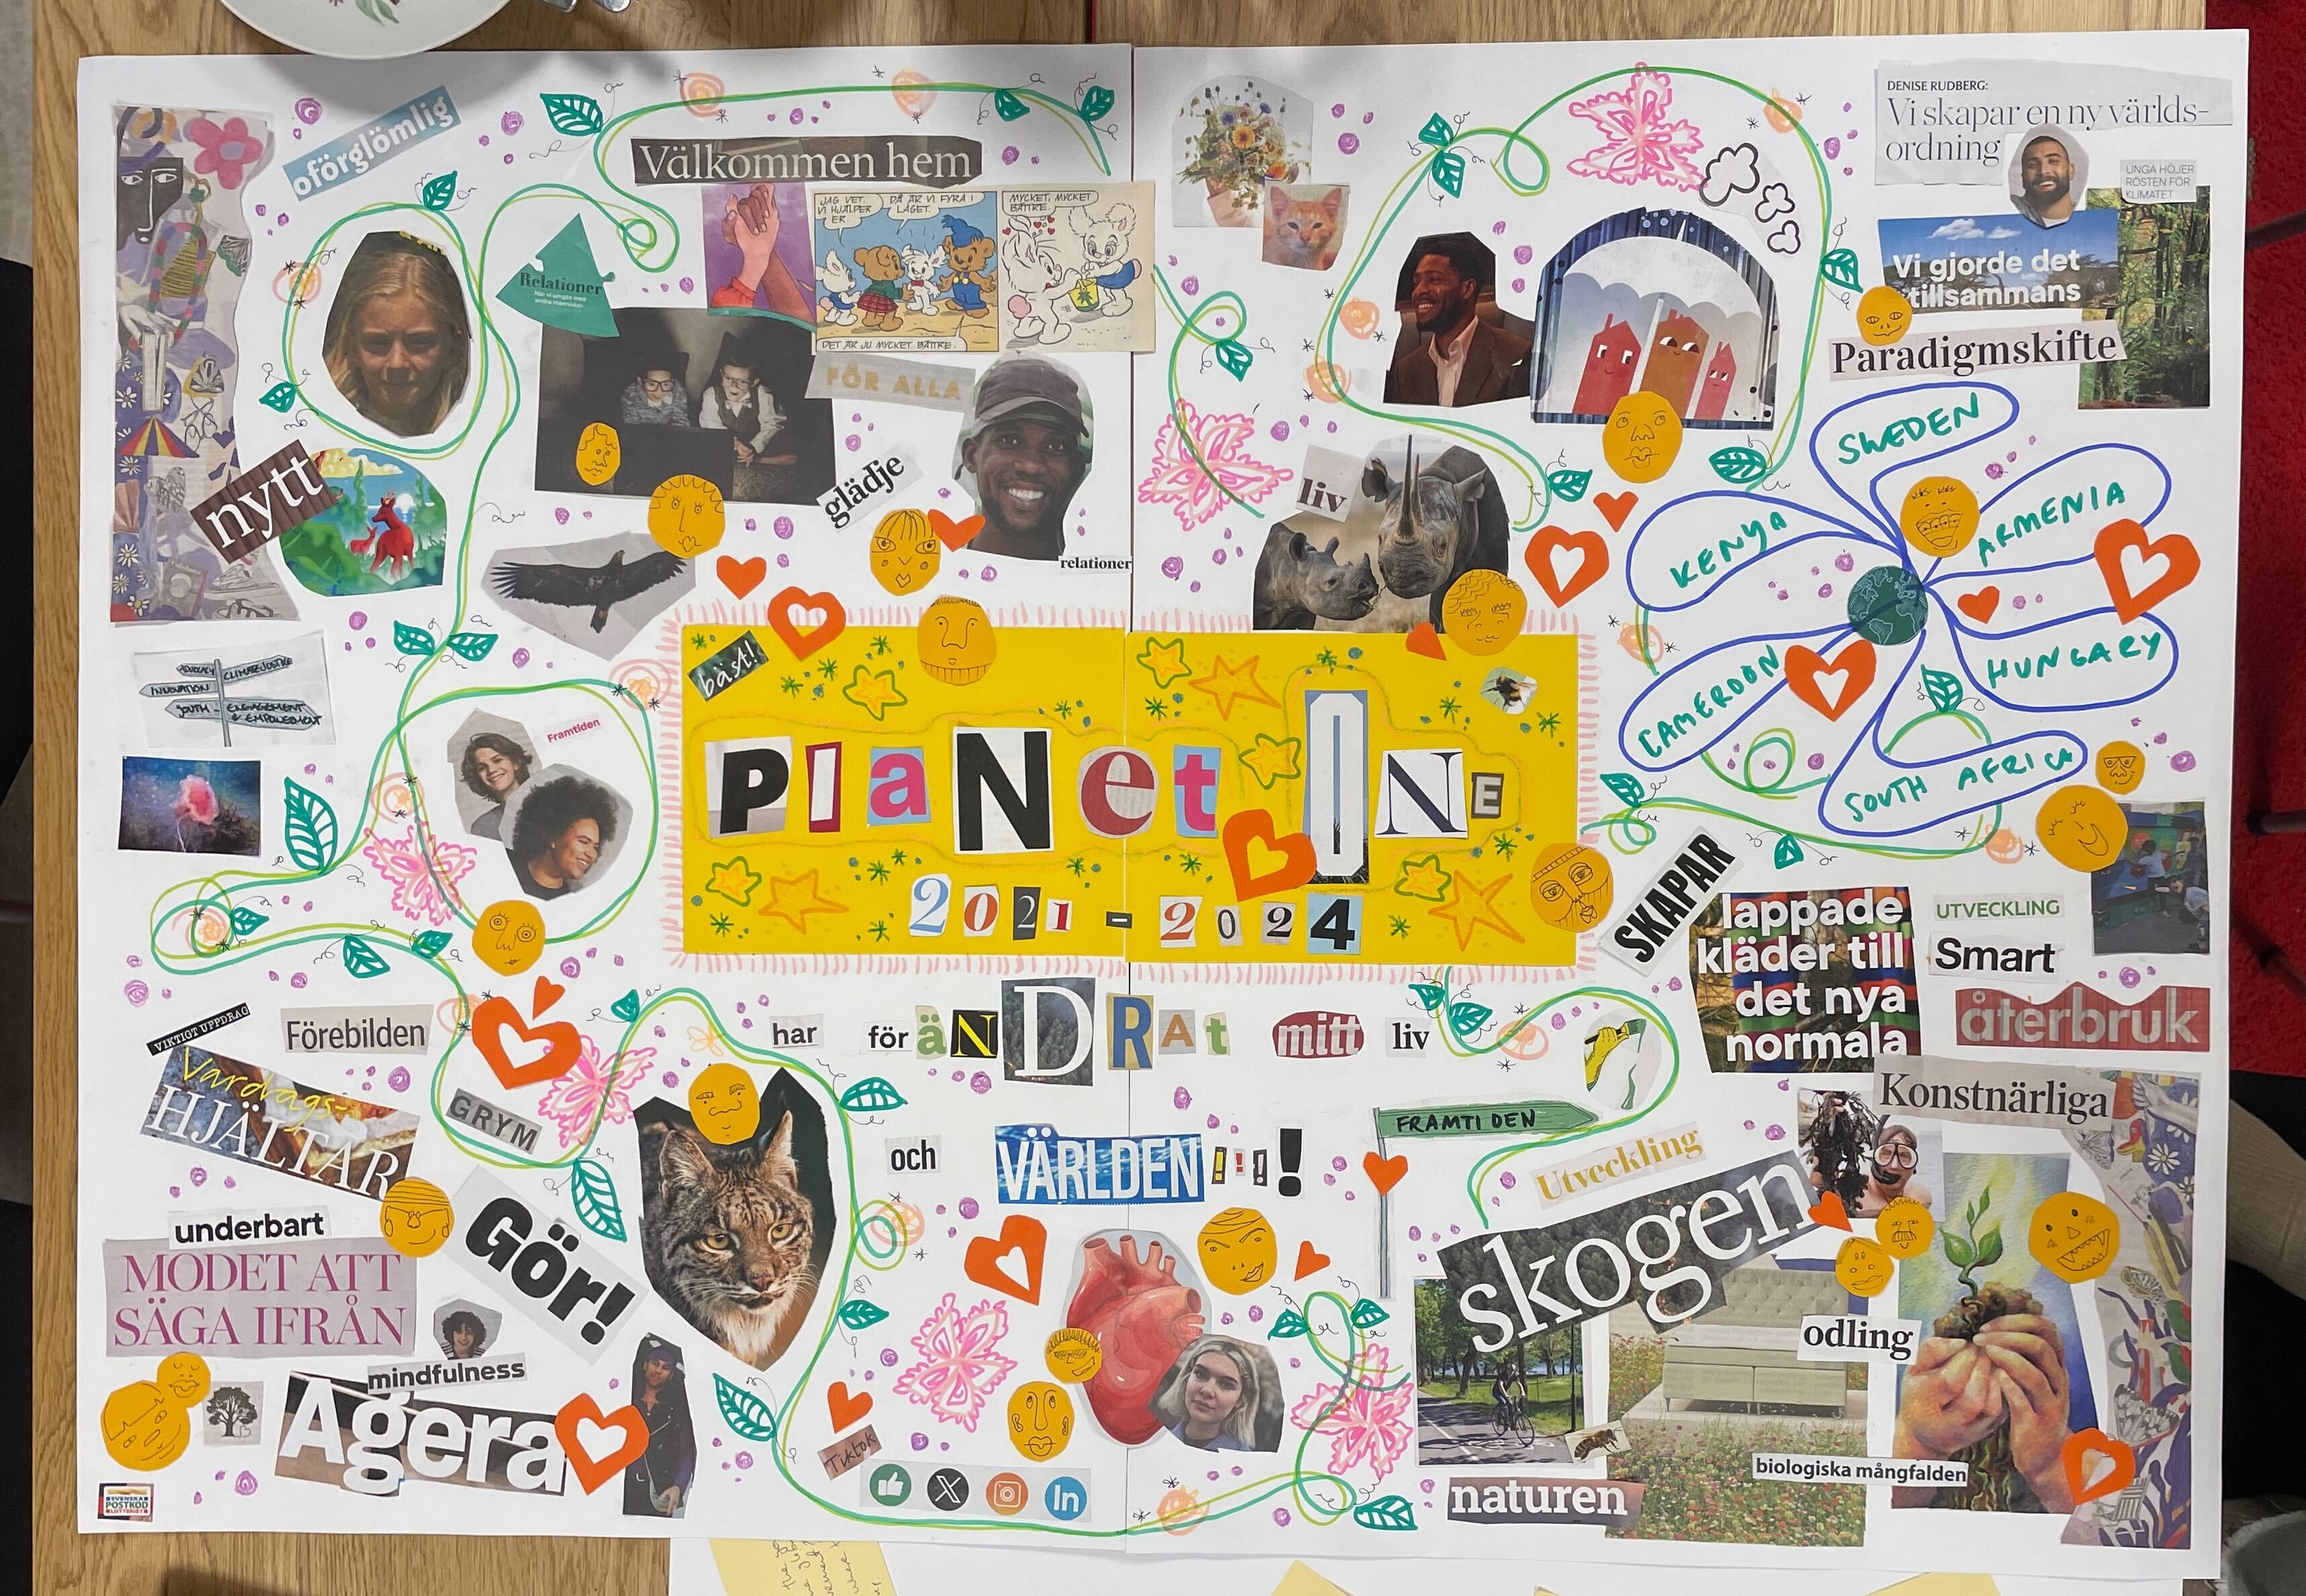 oförglömlig
Välkommen hem
Relationer
När vi umgås med
andra människor
JAG VET.
VI HJÄLPER
ER.
DÅ ÄR VI FYRA I
LAGET.
DET ÄR JU MYCKET BÄTTRE.
MYCKET, MYCKET
BÄTTRE.
FÖR ALLA
nytt
glädje
relationer
liv
DENISE RUDBERG:
Vi skapar en ny världs-
ordning
UNGA HÖJER
RÖSTEN FÖR
KLIMATET
Vi gjorde det
tillsammans
Paradigmskifte
SWEDEN
KENYA
ARMENIA
HUNGARY
CAMEROON
SOUTH AFRICA
ADVOCACY
CLIMATE JUSTICE
INNOVATION
YOUTH - ENGAGEMENT
& EMPOWERMENT
Framtiden
bäst!
PlaNet ONE
2021 - 2024
har föräNDRAt mitt liv
och VÄRLDEN!!!!
SKAPAR
lappade
kläder till
det nya
normala
UTVECKLING
Smart
återbruk
Konstnärliga
VIKTIGT UPPDRAG
Förebilden
Vardags-
HJÄLTAR
GRYM
underbart
MODET ATT
SÄGA IFRÅN
Gör!
mindfulness
Agera
SVENSKA
POSTKOD
LOTTERIET
TikTok
X
in
FRAMTIDEN
Utveckling
skogen
odling
biologiska mångfalden
naturen